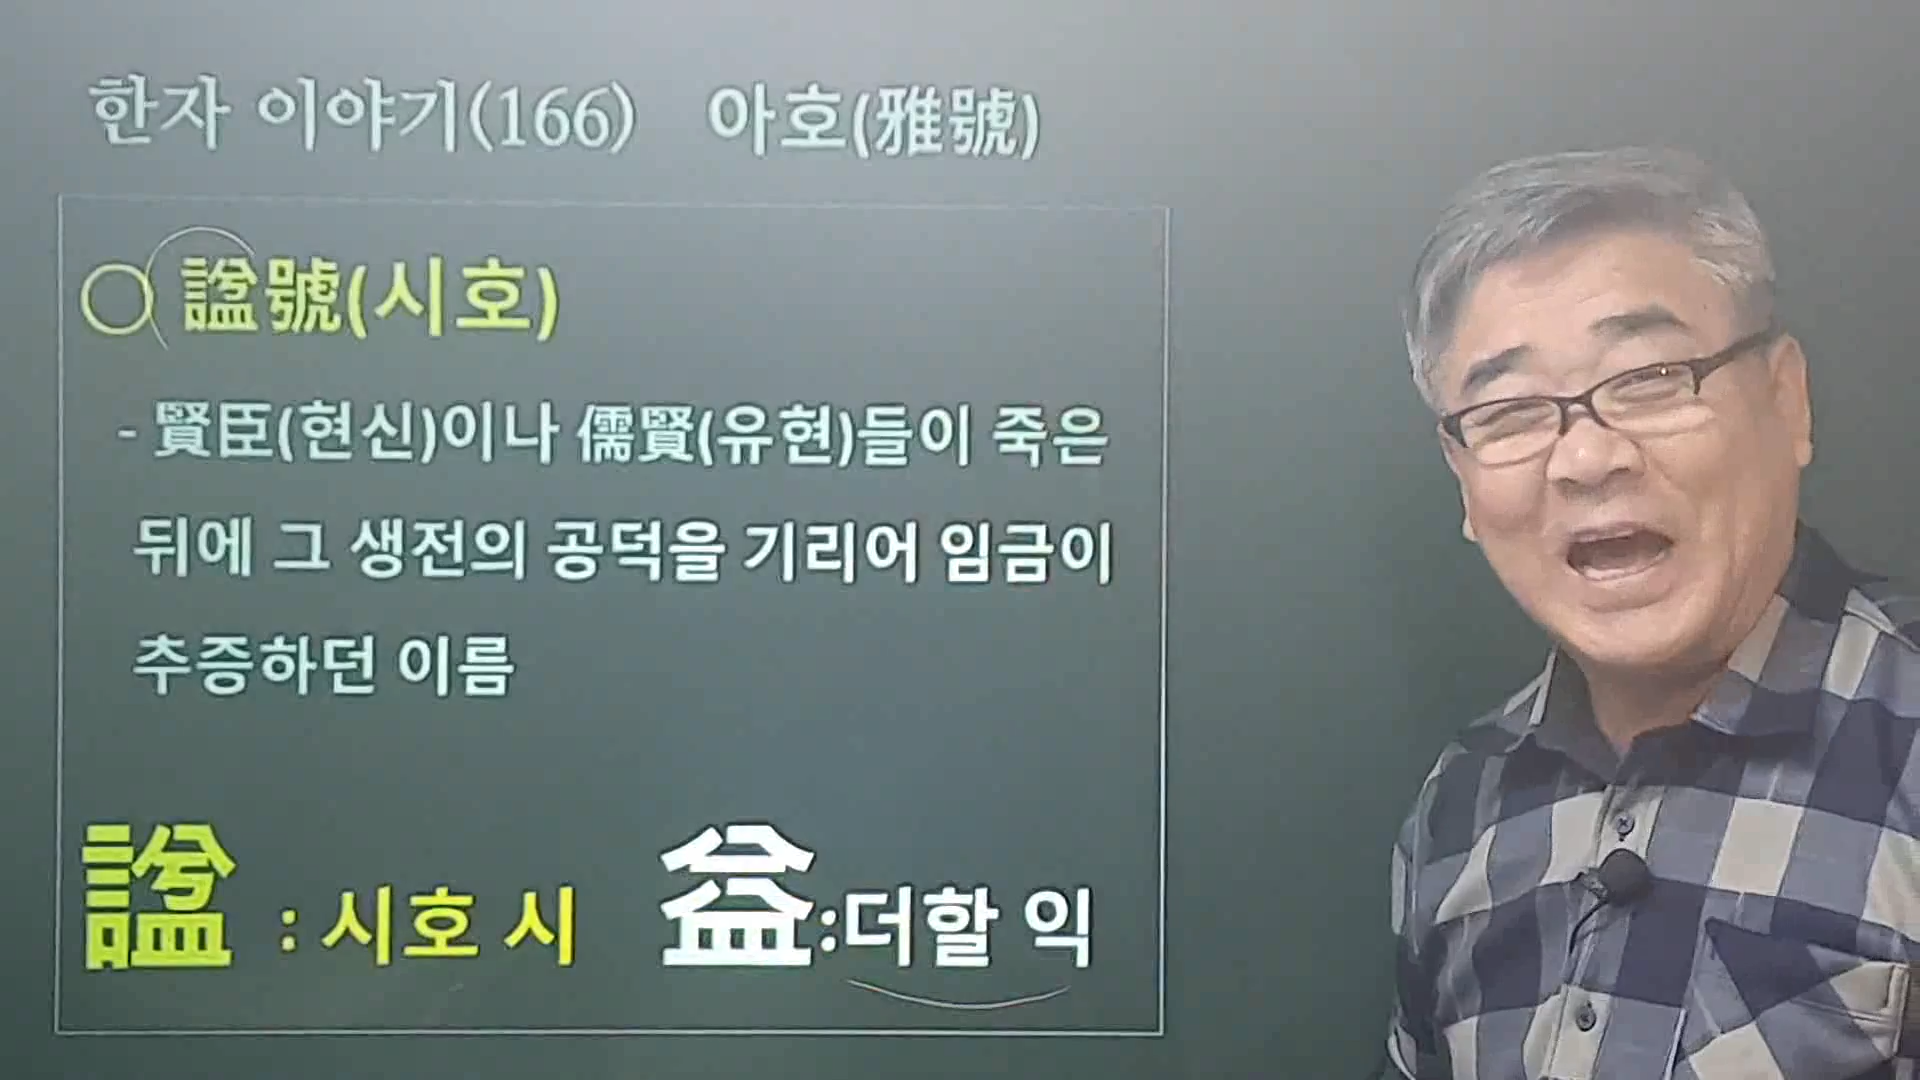 한자 이야기(166) 아호(雅號)
諡號(시호)
- 賢臣(현신)이나 儒賢(유현)들이 죽은
뒤에 그 생전의 공덕을 기리어 임금이
추증하던 이름
諡 : 시호 시 益:더할 익